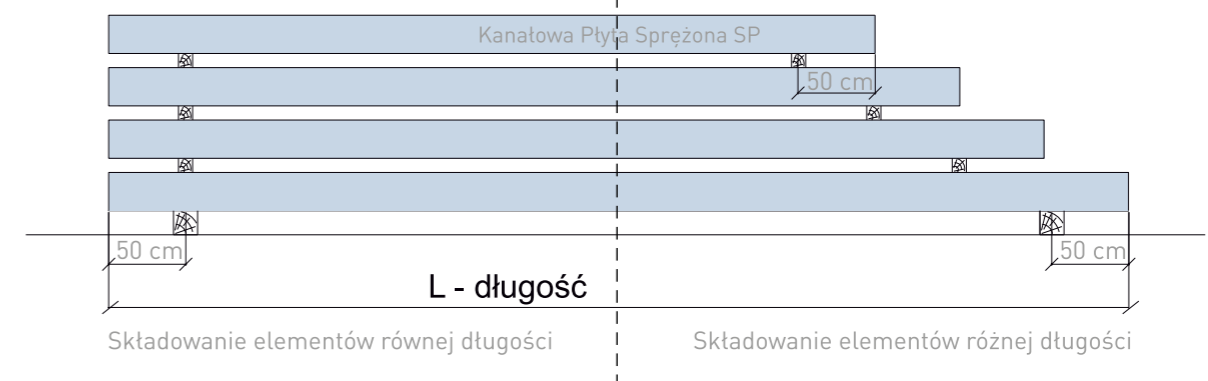 Kanałowa Płyta Sprężona SP
50 cm
50 cm
50 cm
L - długość
Składowanie elementów równej długości
Składowanie elementów różnej długości